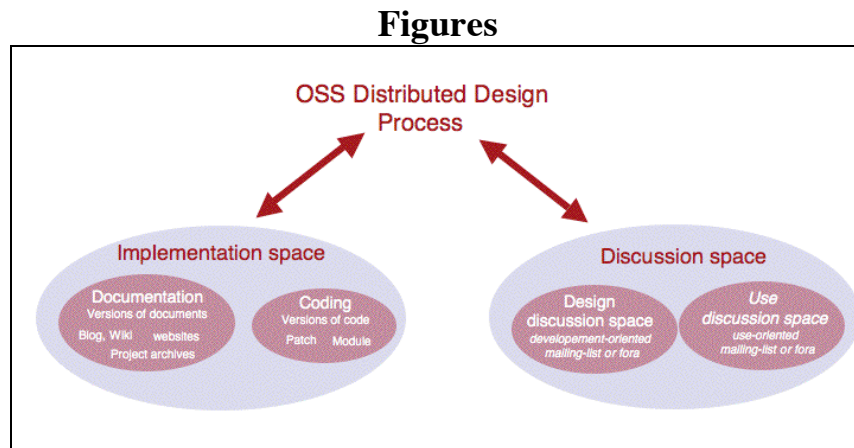 Figures
OSS Distributed Design
Process
Implementation space
Documentation
Versions of documents
Blog, Wiki websites
Project archives
Coding
Versions of code
Patch Module
Discussion space
Design
discussion space
developement-oriented
mailing-list or fora
Use
discussion space
use-oriented
mailing-list or fora